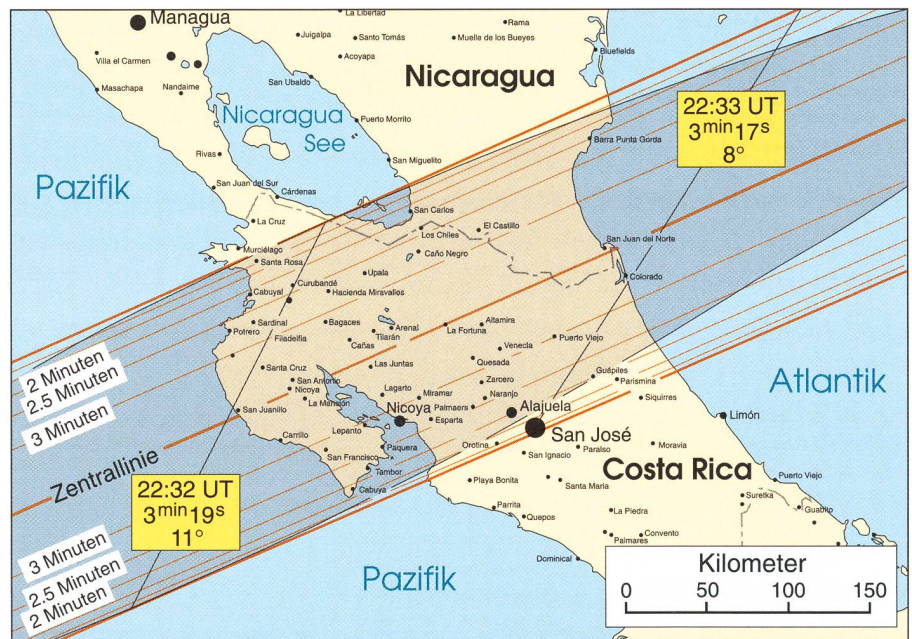 Managua
La Libertad
Rama
Juigalpa
Santo Tomás
Muelle de los Bueyes
Bluefields
Acoyapa
Villa el Carmen
Nicaragua
San Ubaldo
Masachapa
Nandaime
22:33 UT
3min17s
8°
Nicaragua
See
Puerto Morrito
Barra Punta Gorda
Rivas
San Miguelito
Pazifik
San Juan del Sur
Cárdenas
San Carlos
La Cruz
Los Chiles
El Castillo
San Juan del Norte
Murciélago
Caño Negro
Santa Rosa
Upala
Colorado
Curubandé
Hacienda Miravalles
Cabuyal
Sardinal
Bagaces
Arenal
Altamira
La Fortuna
Potrero
Filadelfia
Tilarán
Cañas
Puerto Viejo
Venecia
2 Minuten
2.5 Minuten
3 Minuten
Santa Cruz
Las Juntas
Quesada
Guápiles
Parismina
Atlantik
San Antonio
Nicoya
Zarcero
Lagarto
Miramar
Naranjo
Siquirres
La Mansión
Palmares
San Juanillo
Nicoya
Esparta
Alajuela
Limón
Lepanto
Carrillo
Paquera
Orotina
San José
Moravia
Zentrallinie
San Francisco
San Ignacio
Paraíso
Tambor
Costa Rica
22:32 UT
3min19s
11°
Cabuya
Playa Bonita
Santa Maria
Puerto Viejo
Suretka
Parrita
Guabito
Quepos
La Piedra
Convento
Palmares
3 Minuten
2.5 Minuten
2 Minuten
Pazifik
Dominical
Kilometer
0 50 100 150